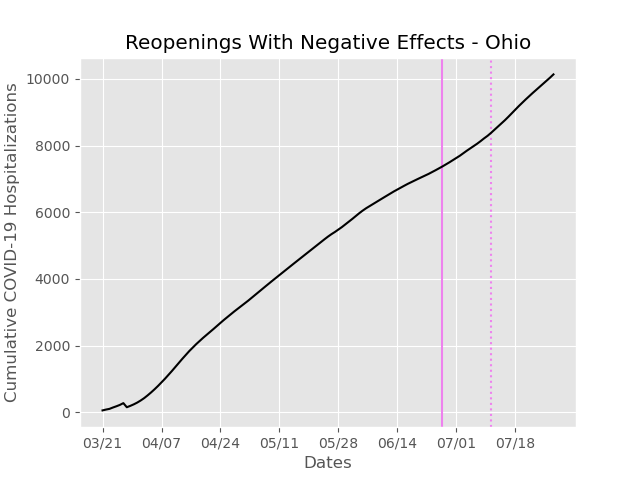 Reopenings With Negative Effects - Ohio
Cumulative COVID-19 Hospitalizations
10000
8000
6000
4000
2000
0
03/21 04/07 04/24 05/11 05/28 06/14 07/01 07/18
Dates